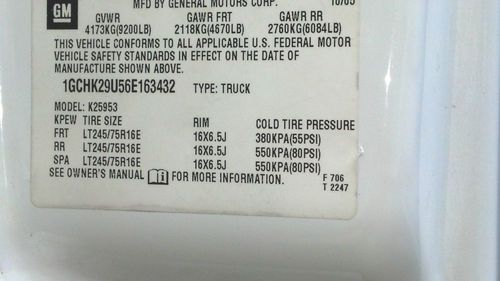 MFD BY GENERAL MOTORS CORP. 10/05
GM
GVWR GAWR FRT GAWR RR
4173KG(9200LB) 2118KG(4670LB) 2760KG(6084LB)
THIS VEHICLE CONFORMS TO ALL APPLICABLE U.S. FEDERAL MOTOR
VEHICLE SAFETY STANDARDS IN EFFECT ON THE DATE OF
MANUFACTURE SHOWN ABOVE.
1GCHK29U56E163432 TYPE: TRUCK
MODEL: K25953
KPEW TIRE SIZE RIM COLD TIRE PRESSURE
FRT LT245/75R16E 16X6.5J 380KPA(55PSI)
RR LT245/75R16E 16X6.5J 550KPA(80PSI)
SPA LT245/75R16E 16X6.5J 550KPA(80PSI)
SEE OWNER'S MANUAL i FOR MORE INFORMATION.
F 706
T 2247